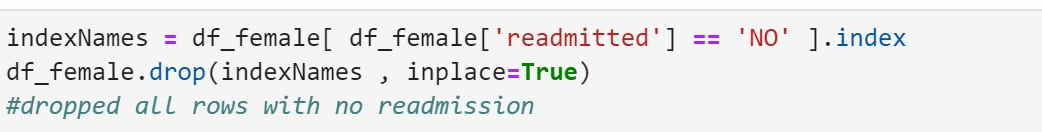 indexNames = df_female[ df_female['readmitted'] == 'NO' ].index
df_female.drop(indexNames , inplace=True)
#dropped all rows with no readmission